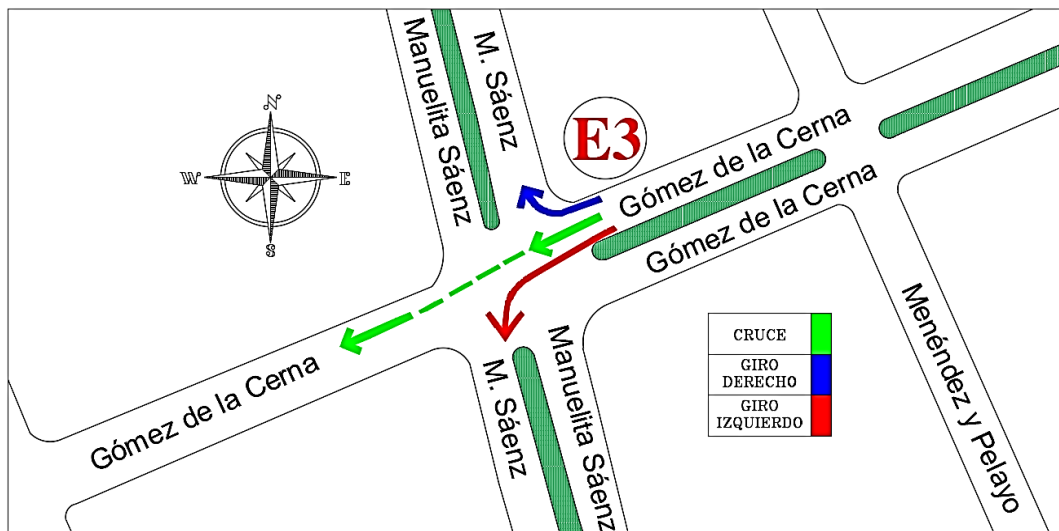 Manuelita Sáenz
M. Sáenz
E3
Gómez de la Cerna
Gómez de la Cerna
N
W
E
S
Gómez de la Cerna
M. Sáenz
Manuelita Sáenz
Menéndez y Pelayo
CRUCE
GIRO
DERECHO
GIRO
IZQUIERDO